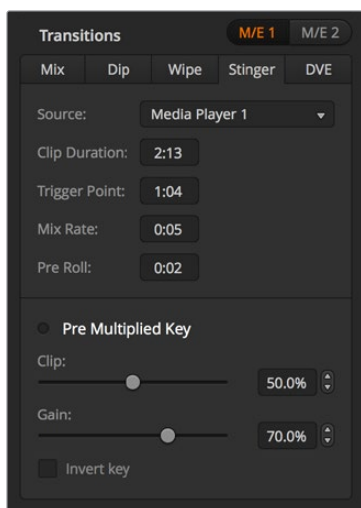 Transitions M/E 1 M/E 2
Mix Dip Wipe Stinger DVE
Source: Media Player 1
Clip Duration: 2:13
Trigger Point: 1:04
Mix Rate: 0:05
Pre Roll: 0:02
Pre Multiplied Key
Clip:
50.0%
Gain:
70.0%
Invert key